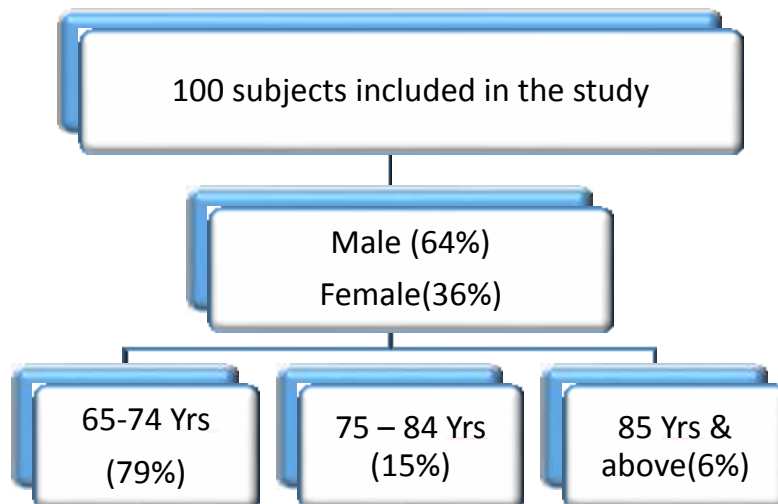 100 subjects included in the study
Male (64%)
Female(36%)
65-74 Yrs
(79%)
75 – 84 Yrs
(15%)
85 Yrs &
above(6%)